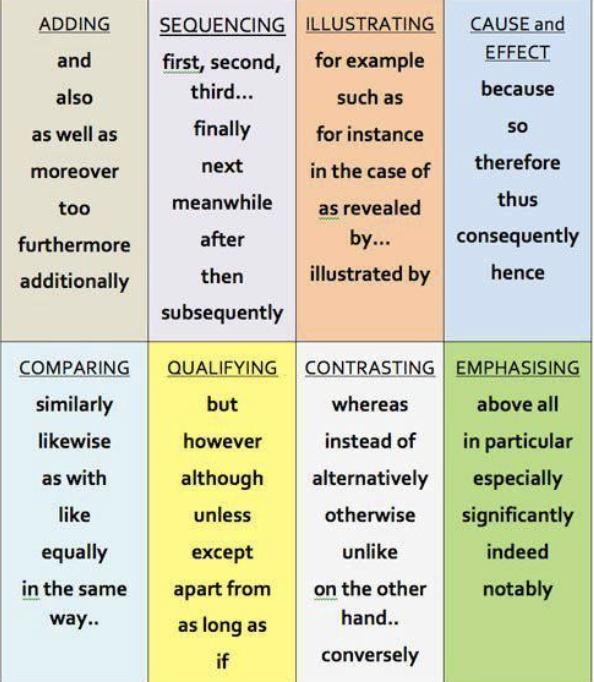 ADDING
and
also
as well as
moreover
too
furthermore
additionally
SEQUENCING
first, second,
third...
finally
next
meanwhile
after
then
subsequently
ILLUSTRATING
for example
such as
for instance
in the case of
as revealed
by...
illustrated by
CAUSE and
EFFECT
because
so
therefore
thus
consequently
hence
COMPARING
similarly
likewise
as with
like
equally
in the same
way..
QUALIFYING
but
however
although
unless
except
apart from
as long as
if
CONTRASTING
whereas
instead of
alternatively
otherwise
unlike
on the other
hand..
conversely
EMPHASISING
above all
in particular
especially
significantly
indeed
notably